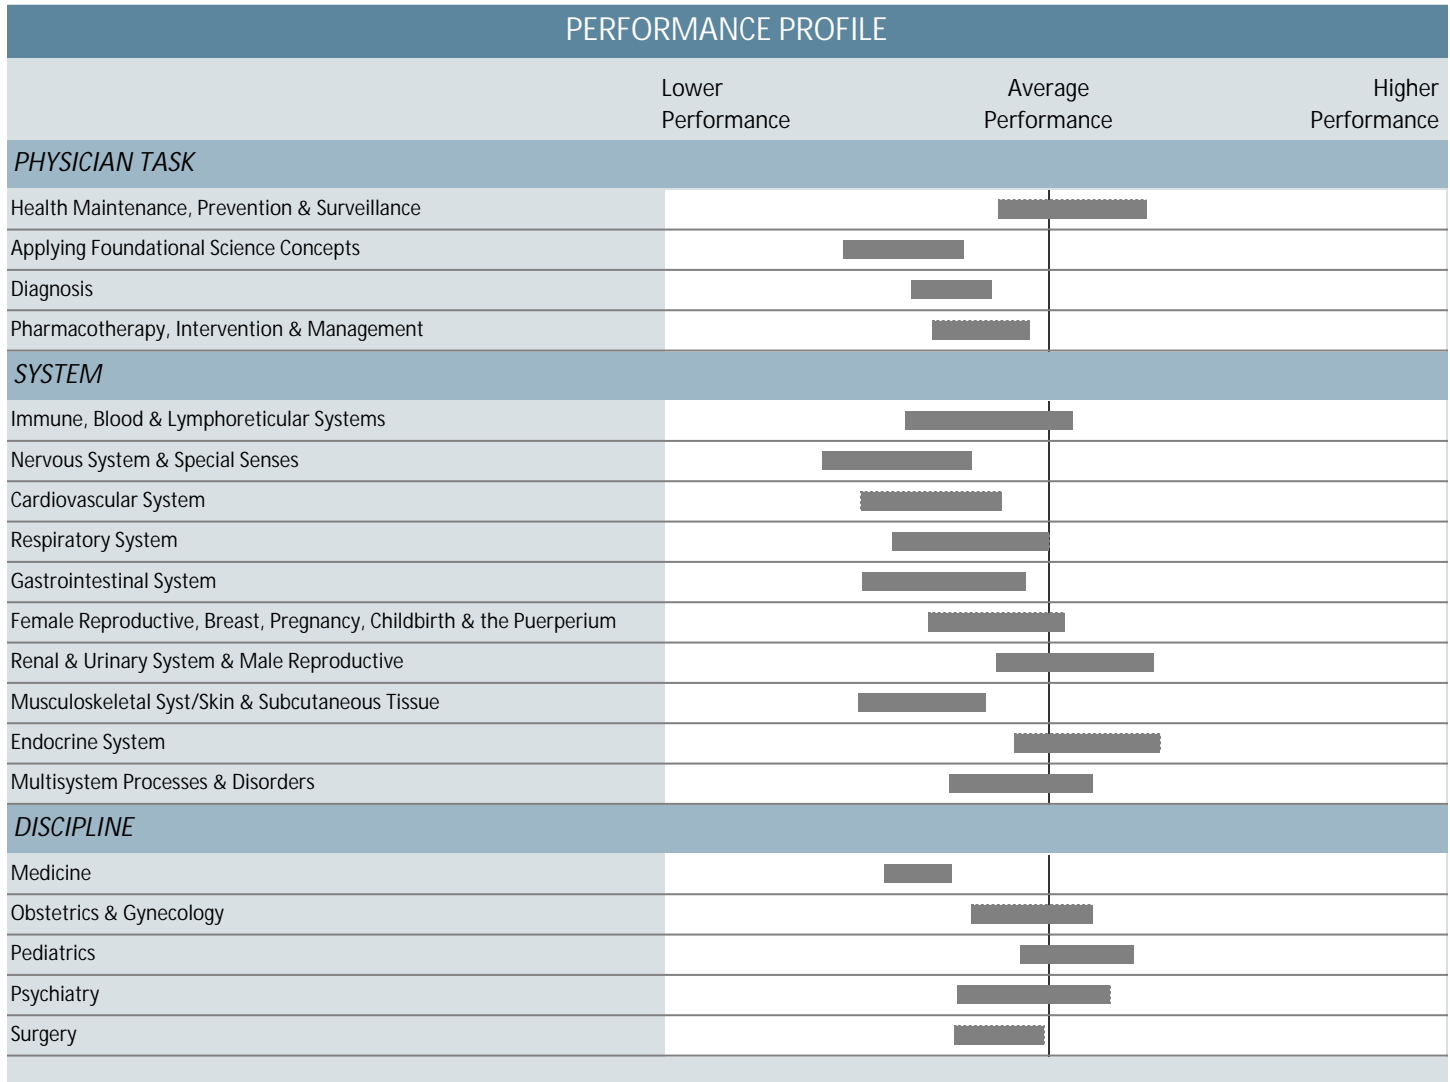 PERFORMANCE PROFILE
Lower Performance
Average Performance
Higher Performance
PHYSICIAN TASK
Health Maintenance, Prevention & Surveillance
Applying Foundational Science Concepts
Diagnosis
Pharmacotherapy, Intervention & Management
SYSTEM
Immune, Blood & Lymphoreticular Systems
Nervous System & Special Senses
Cardiovascular System
Respiratory System
Gastrointestinal System
Female Reproductive, Breast, Pregnancy, Childbirth & the Puerperium
Renal & Urinary System & Male Reproductive
Musculoskeletal Syst/Skin & Subcutaneous Tissue
Endocrine System
Multisystem Processes & Disorders
DISCIPLINE
Medicine
Obstetrics & Gynecology
Pediatrics
Psychiatry
Surgery